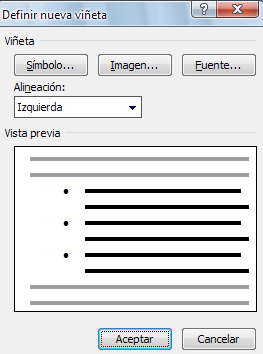 Definir nueva viñeta
Viñeta
Símbolo... Imagen... Fuente...
Alineación:
Izquierda
Vista previa
Aceptar Cancelar